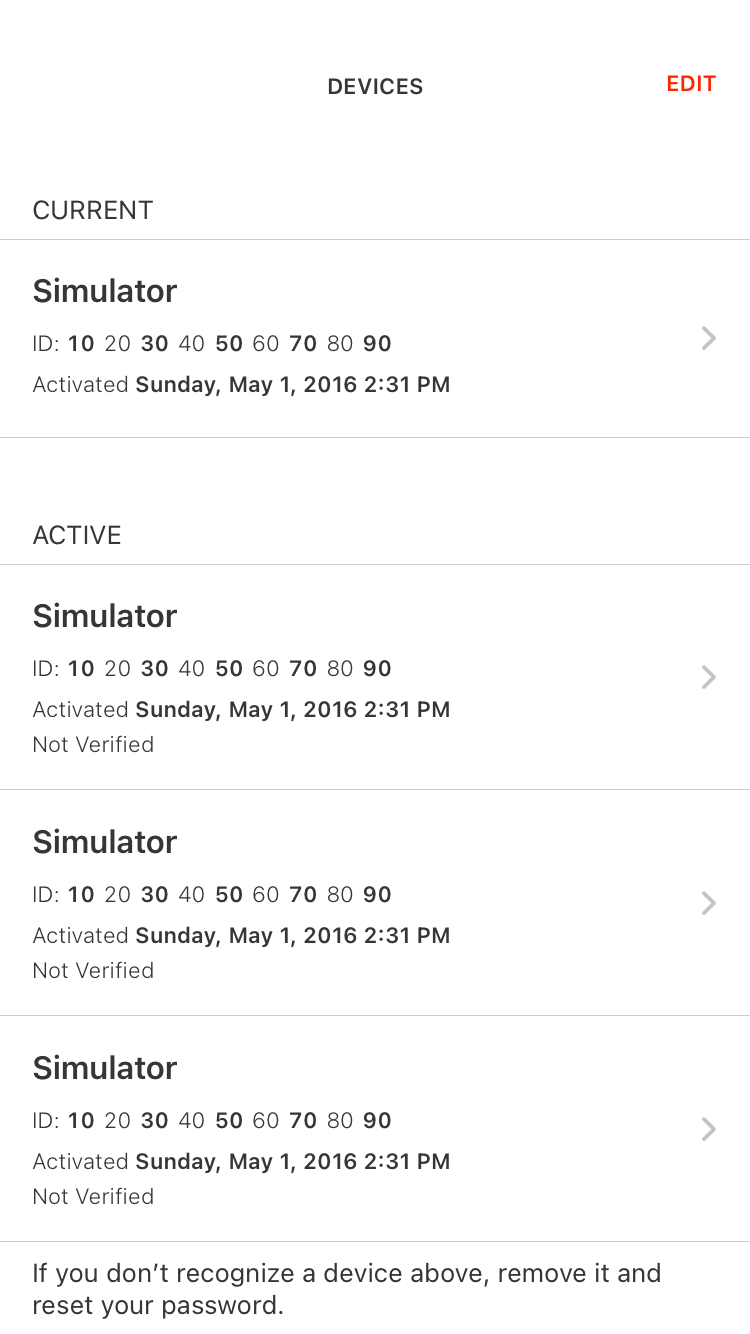 DEVICES
EDIT
CURRENT
Simulator
ID: 10 20 30 40 50 60 70 80 90
Activated Sunday, May 1, 2016 2:31 PM
ACTIVE
Simulator
ID: 10 20 30 40 50 60 70 80 90
Activated Sunday, May 1, 2016 2:31 PM
Not Verified
Simulator
ID: 10 20 30 40 50 60 70 80 90
Activated Sunday, May 1, 2016 2:31 PM
Not Verified
Simulator
ID: 10 20 30 40 50 60 70 80 90
Activated Sunday, May 1, 2016 2:31 PM
Not Verified
If you don’t recognize a device above, remove it and
reset your password.